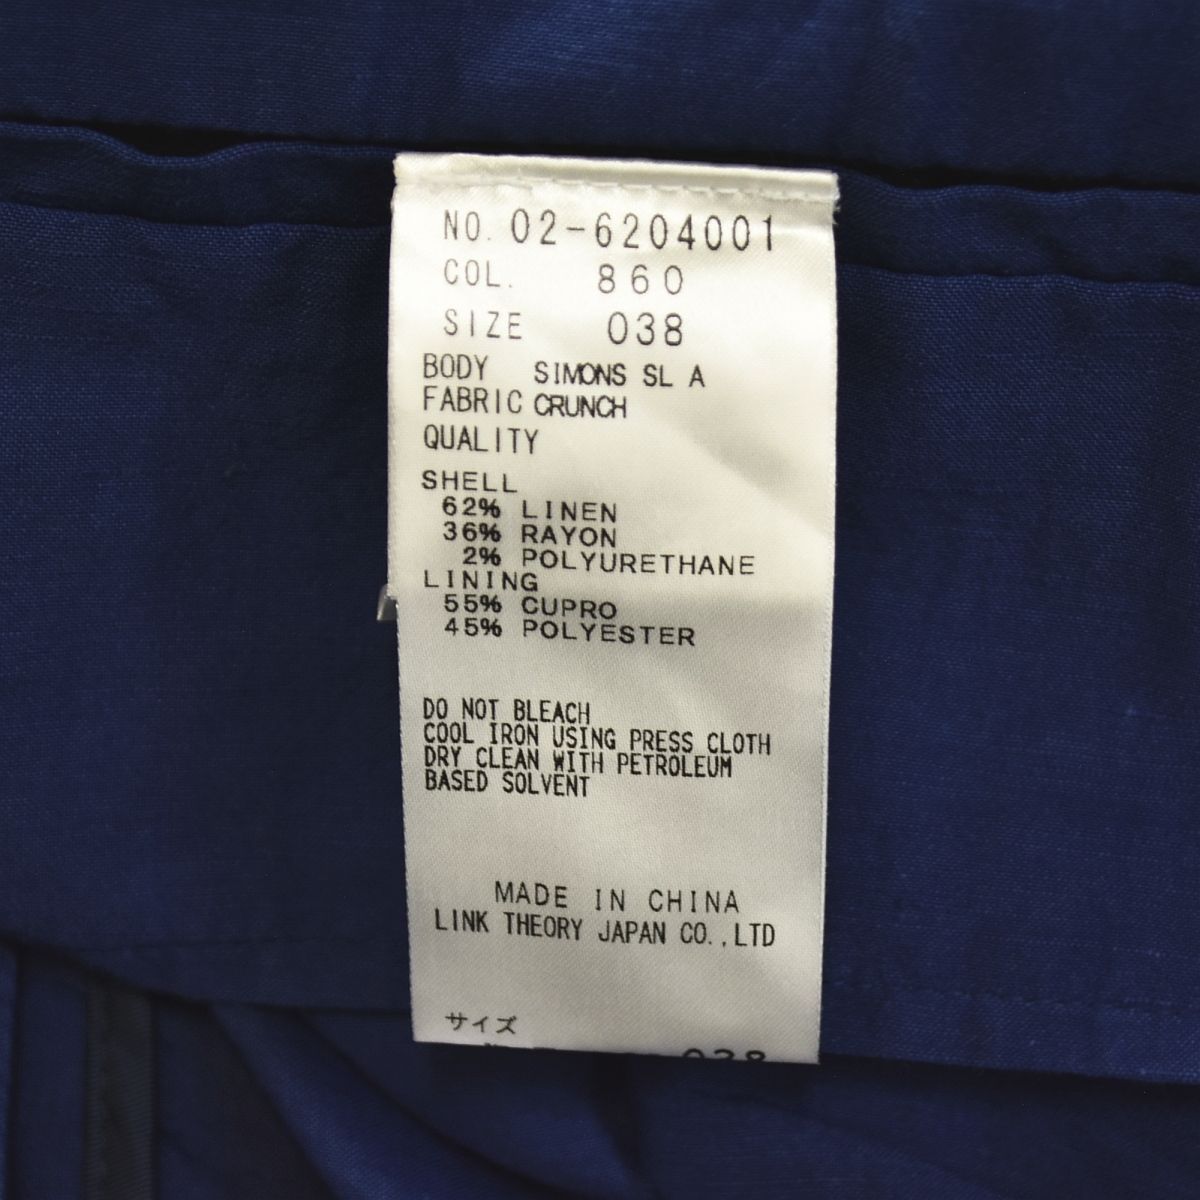 NO. 02-6204001
COL. 860
SIZE 038
BODY SIMONS SL A
FABRIC CRUNCH
QUALITY
SHELL
62% LINEN
36% RAYON
2% POLYURETHANE
LINING
55% CUPRO
45% POLYESTER
DO NOT BLEACH
COOL IRON USING PRESS CLOTH
DRY CLEAN WITH PETROLEUM
BASED SOLVENT
MADE IN CHINA
LINK THEORY JAPAN CO.,LTD
サイズ
038